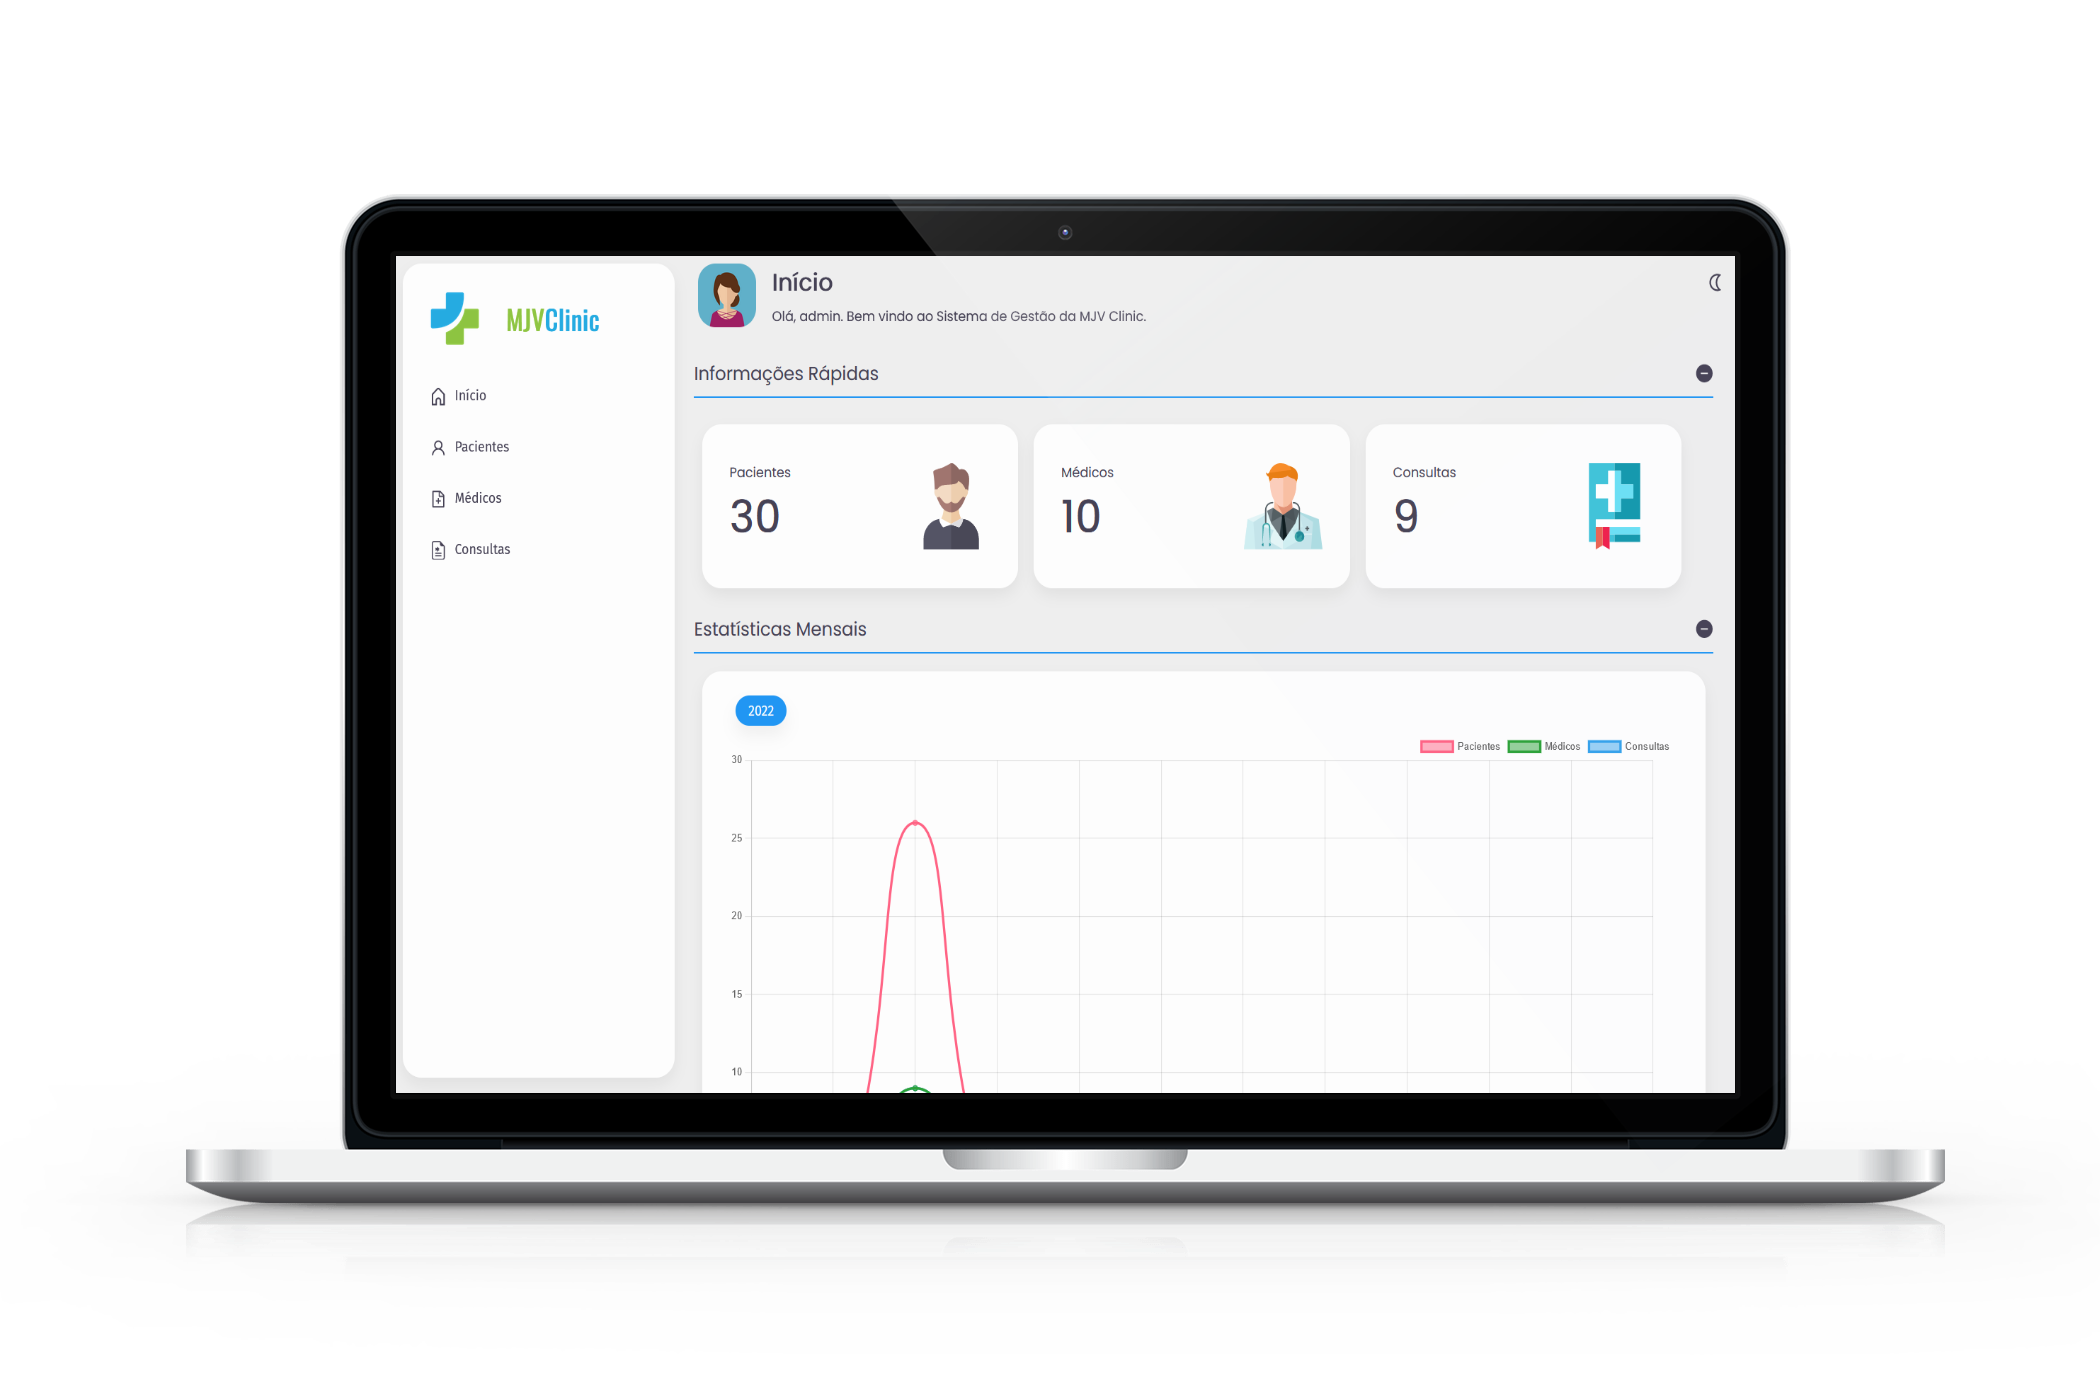 MJVClinic
Início
Pacientes
Médicos
Consultas
Início
Olá, admin. Bem vindo ao Sistema de Gestão da MJV Clinic.
Informações Rápidas
Pacientes
30
Médicos
10
Consultas
9
Estatísticas Mensais
2022
Pacientes Médicos Consultas
30
25
20
15
10